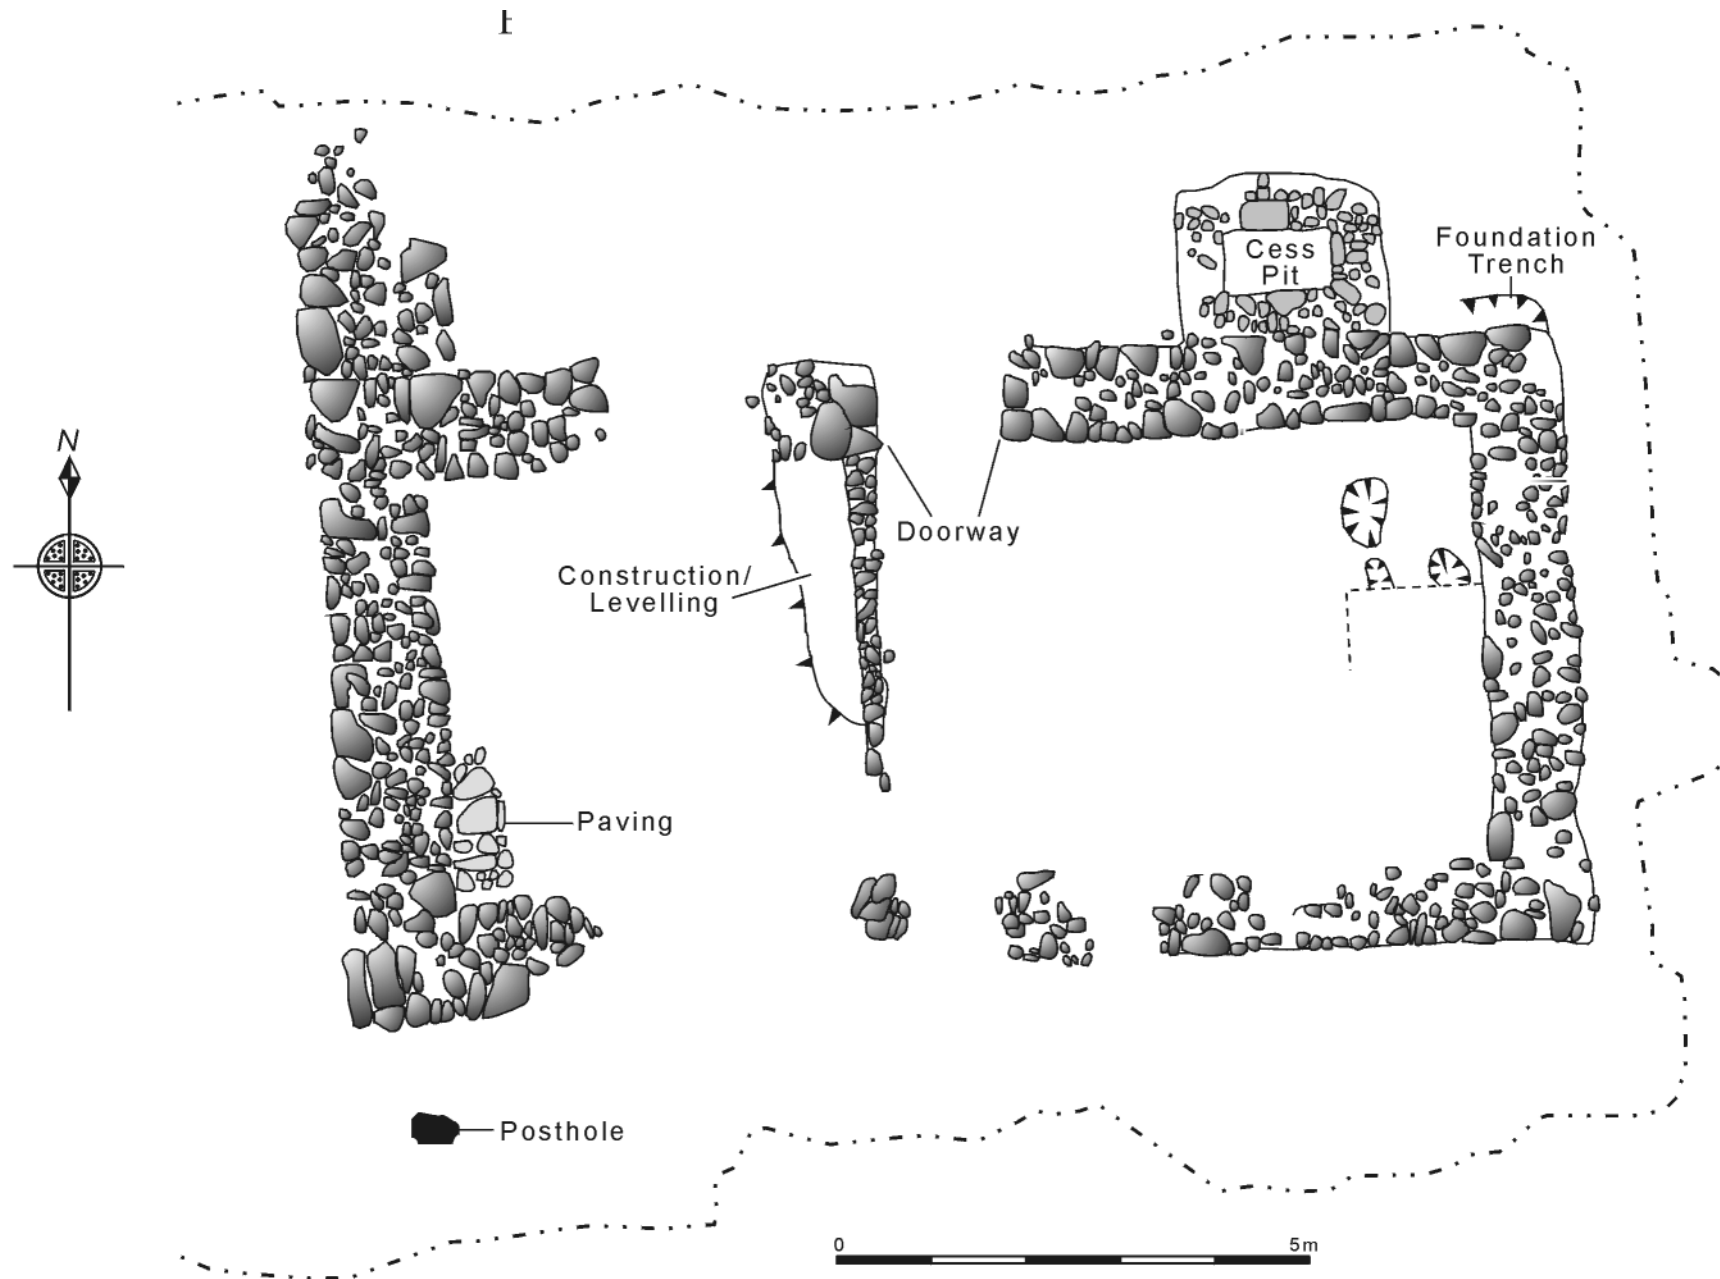 Cess
Pit
Foundation
Trench
N
Doorway
Construction/
Levelling
Paving
Posthole
0 5m